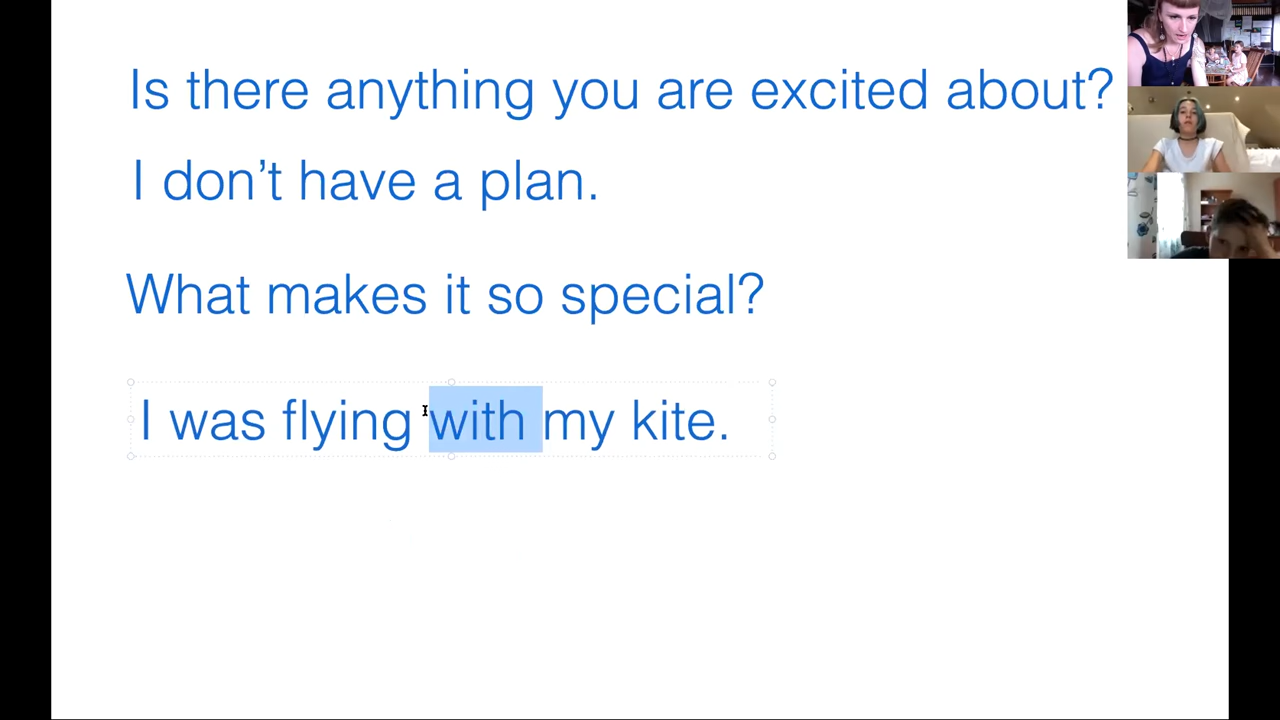 Is there anything you are excited about?
I don't have a plan.
What makes it so special?
I was flying with my kite.